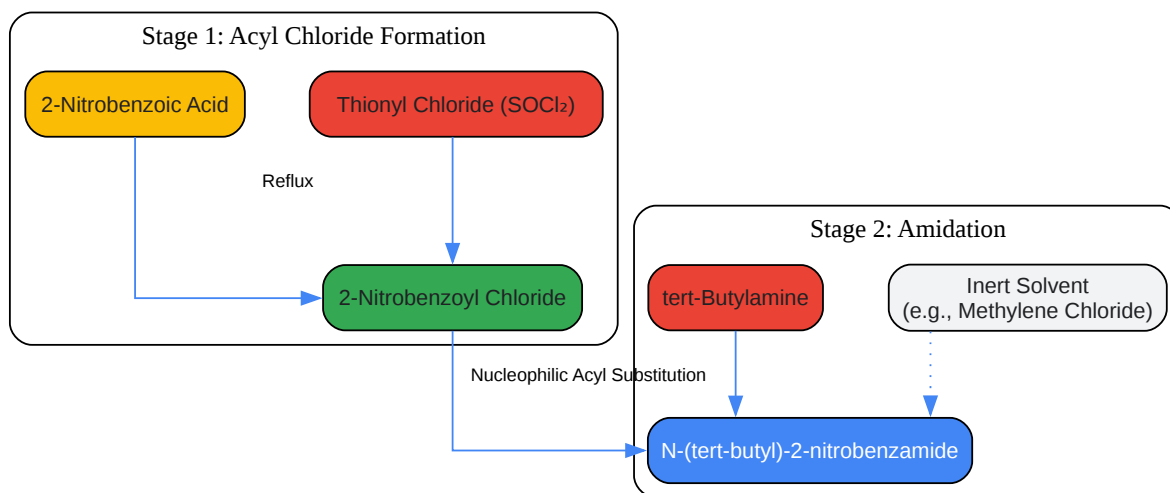 Stage 1: Acyl Chloride Formation
2-Nitrobenzoic Acid
Thionyl Chloride (SOCl₂)
Reflux
2-Nitrobenzoyl Chloride
Stage 2: Amidation
tert-Butylamine
Inert Solvent
(e.g., Methylene Chloride)
Nucleophilic Acyl Substitution
N-(tert-butyl)-2-nitrobenzamide